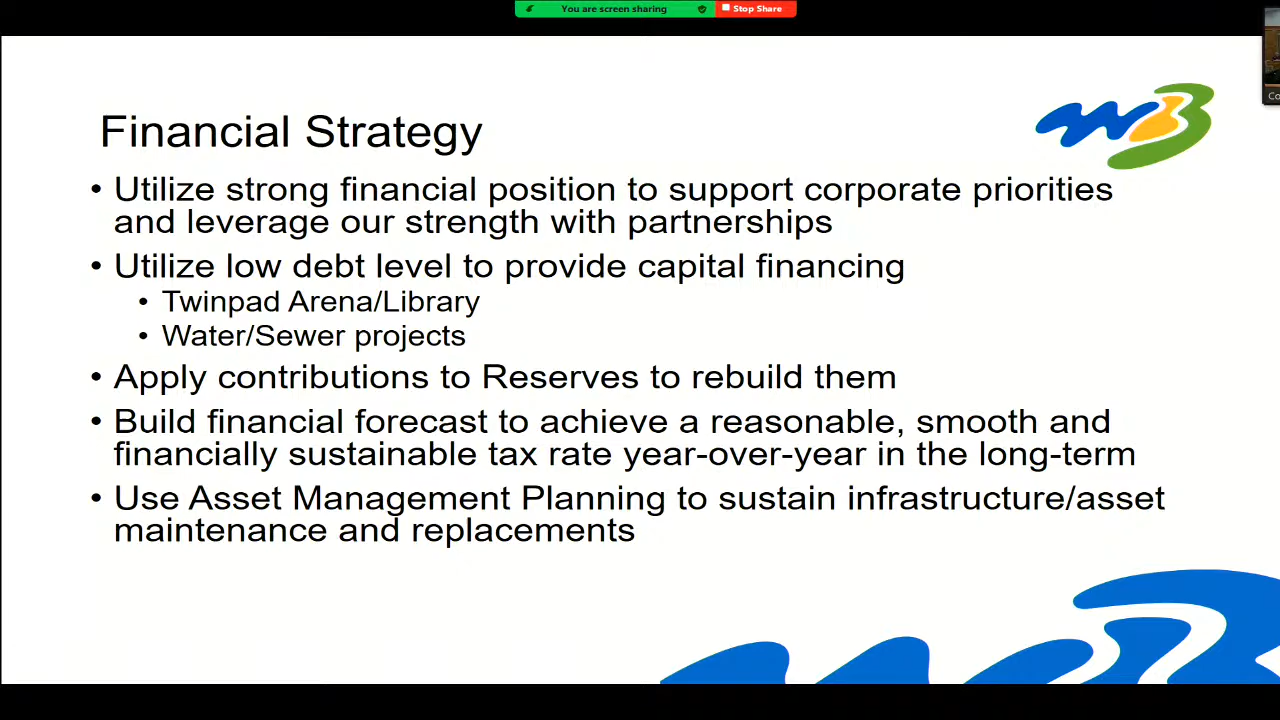 You are screen sharing
Stop Share
Co
Financial Strategy
• Utilize strong financial position to support corporate priorities
and leverage our strength with partnerships
• Utilize low debt level to provide capital financing
• Twinpad Arena/Library
• Water/Sewer projects
• Apply contributions to Reserves to rebuild them
• Build financial forecast to achieve a reasonable, smooth and
financially sustainable tax rate year-over-year in the long-term
• Use Asset Management Planning to sustain infrastructure/asset
maintenance and replacements